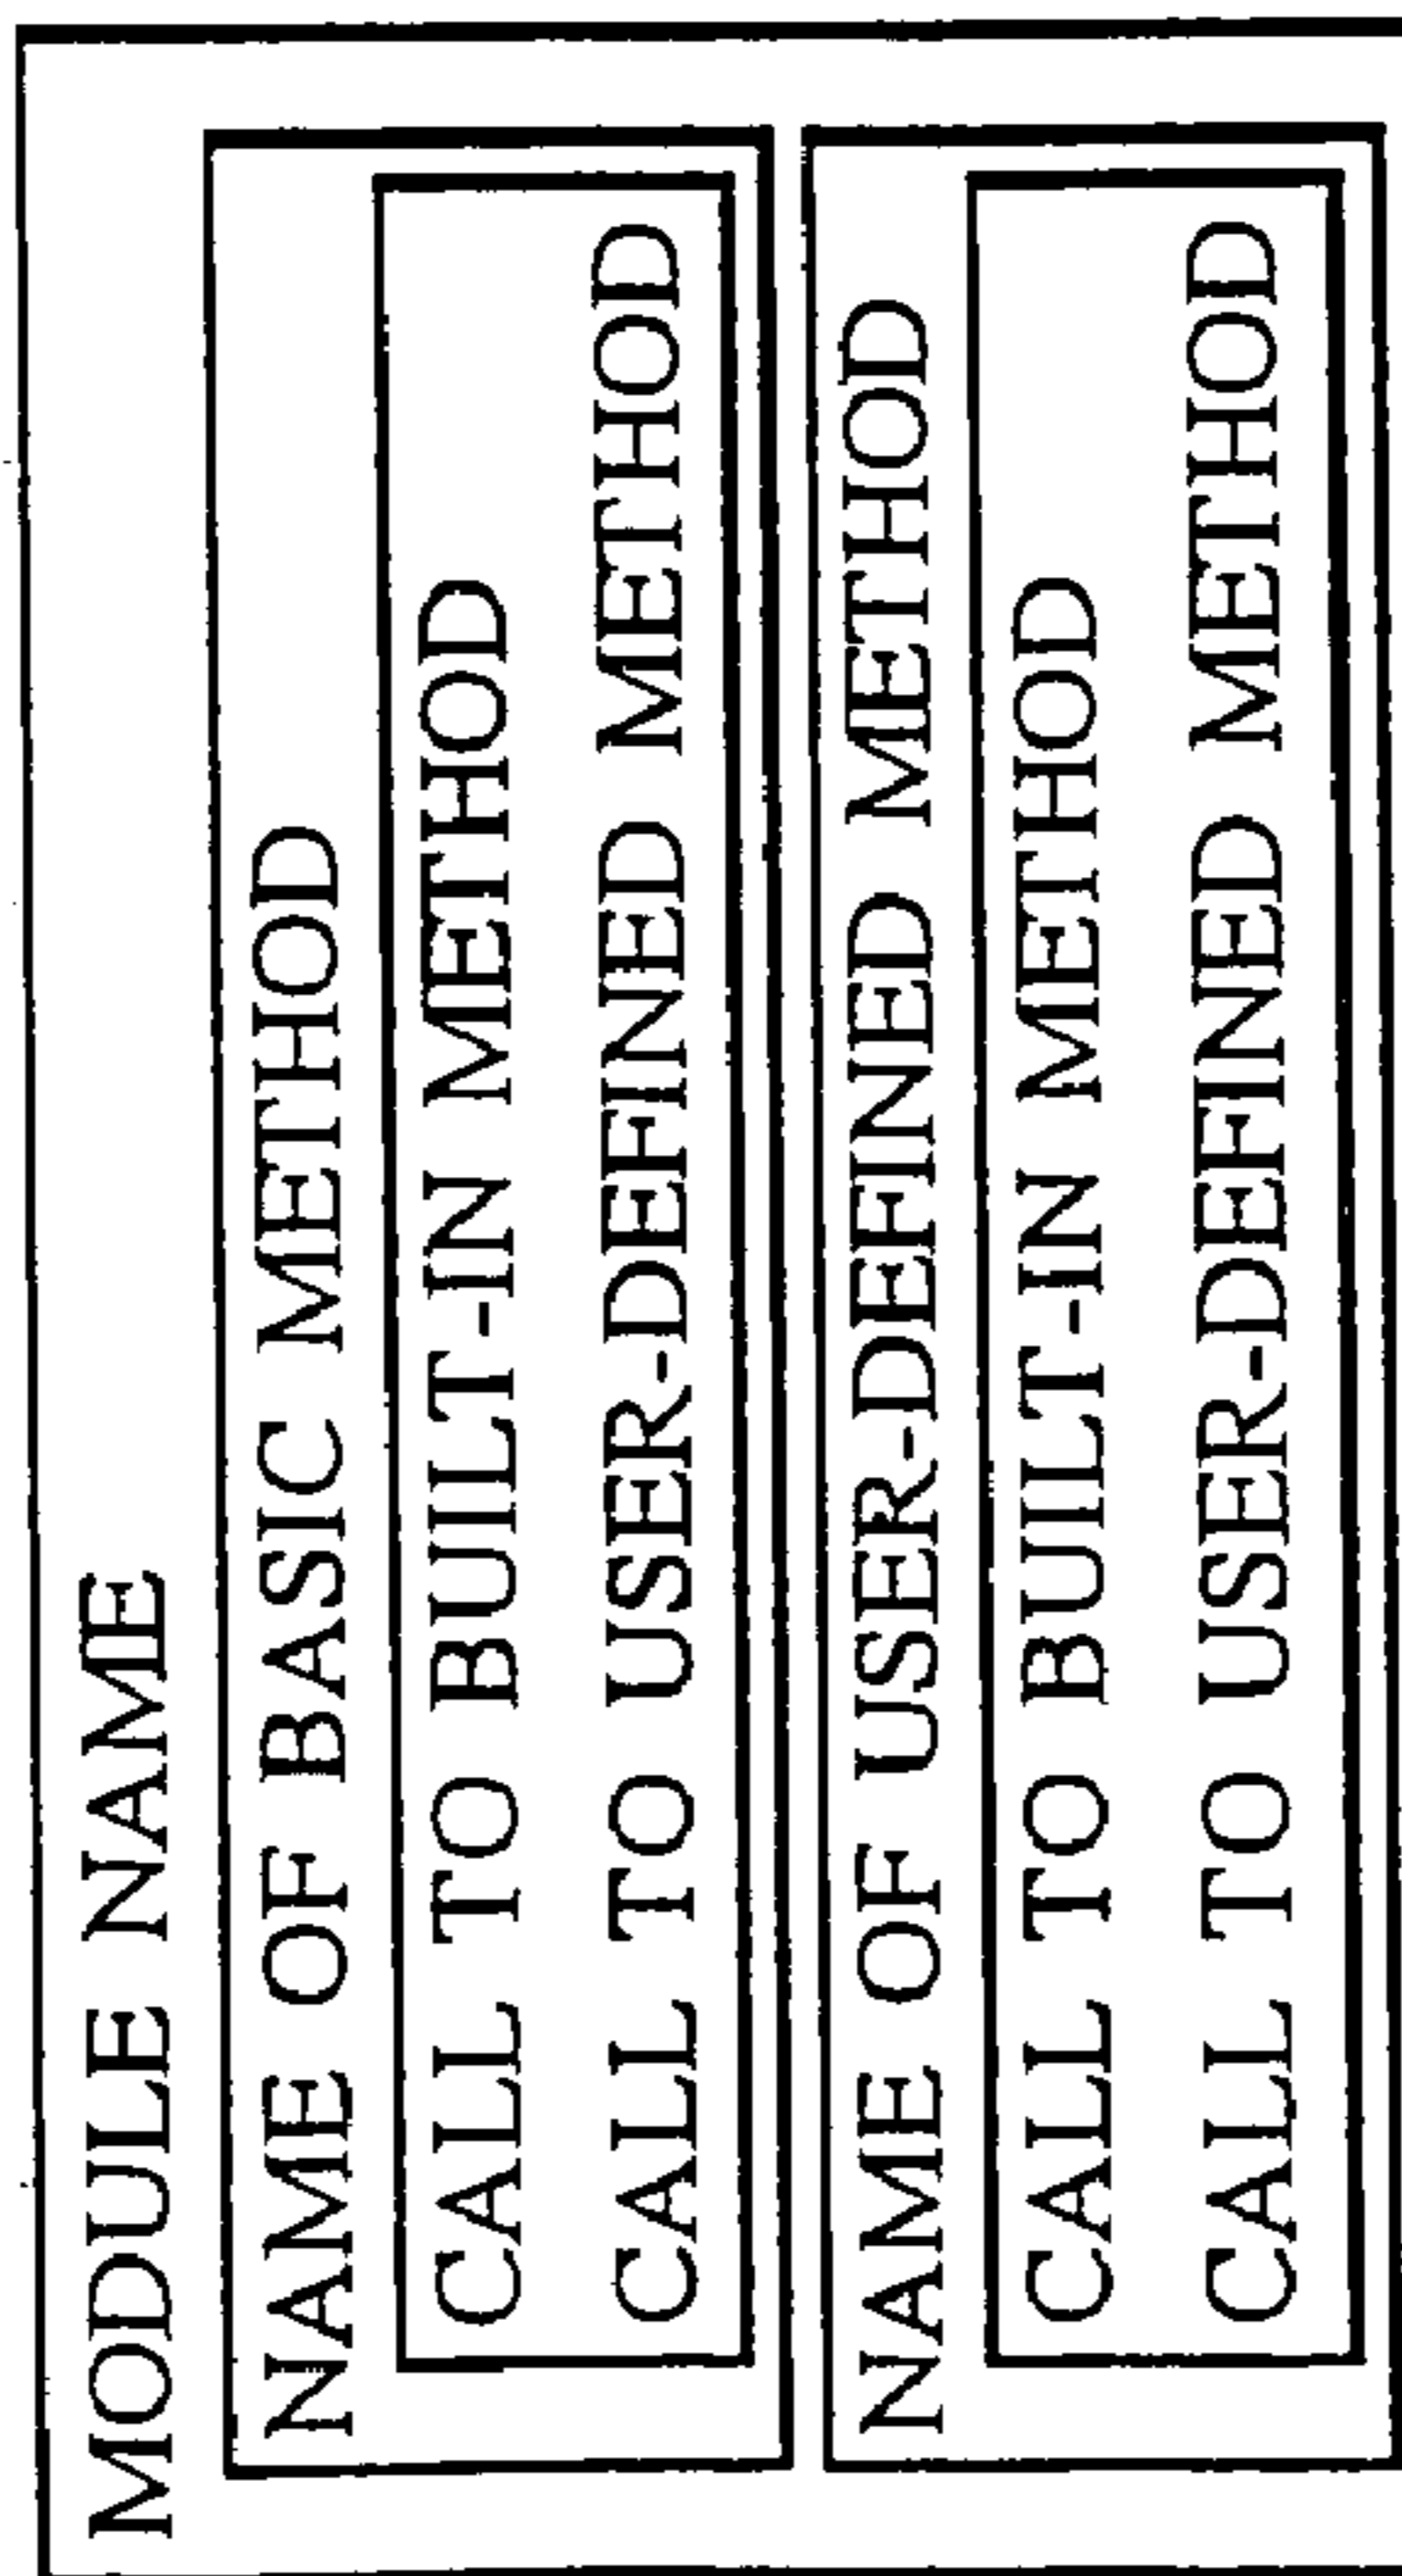 MODULE NAME
NAME OF BASIC METHOD
CALL TO BUILT-IN METHOD
CALL TO USER-DEFINED METHOD
NAME OF USER-DEFINED METHOD
CALL TO BUILT-IN METHOD
CALL TO USER-DEFINED METHOD